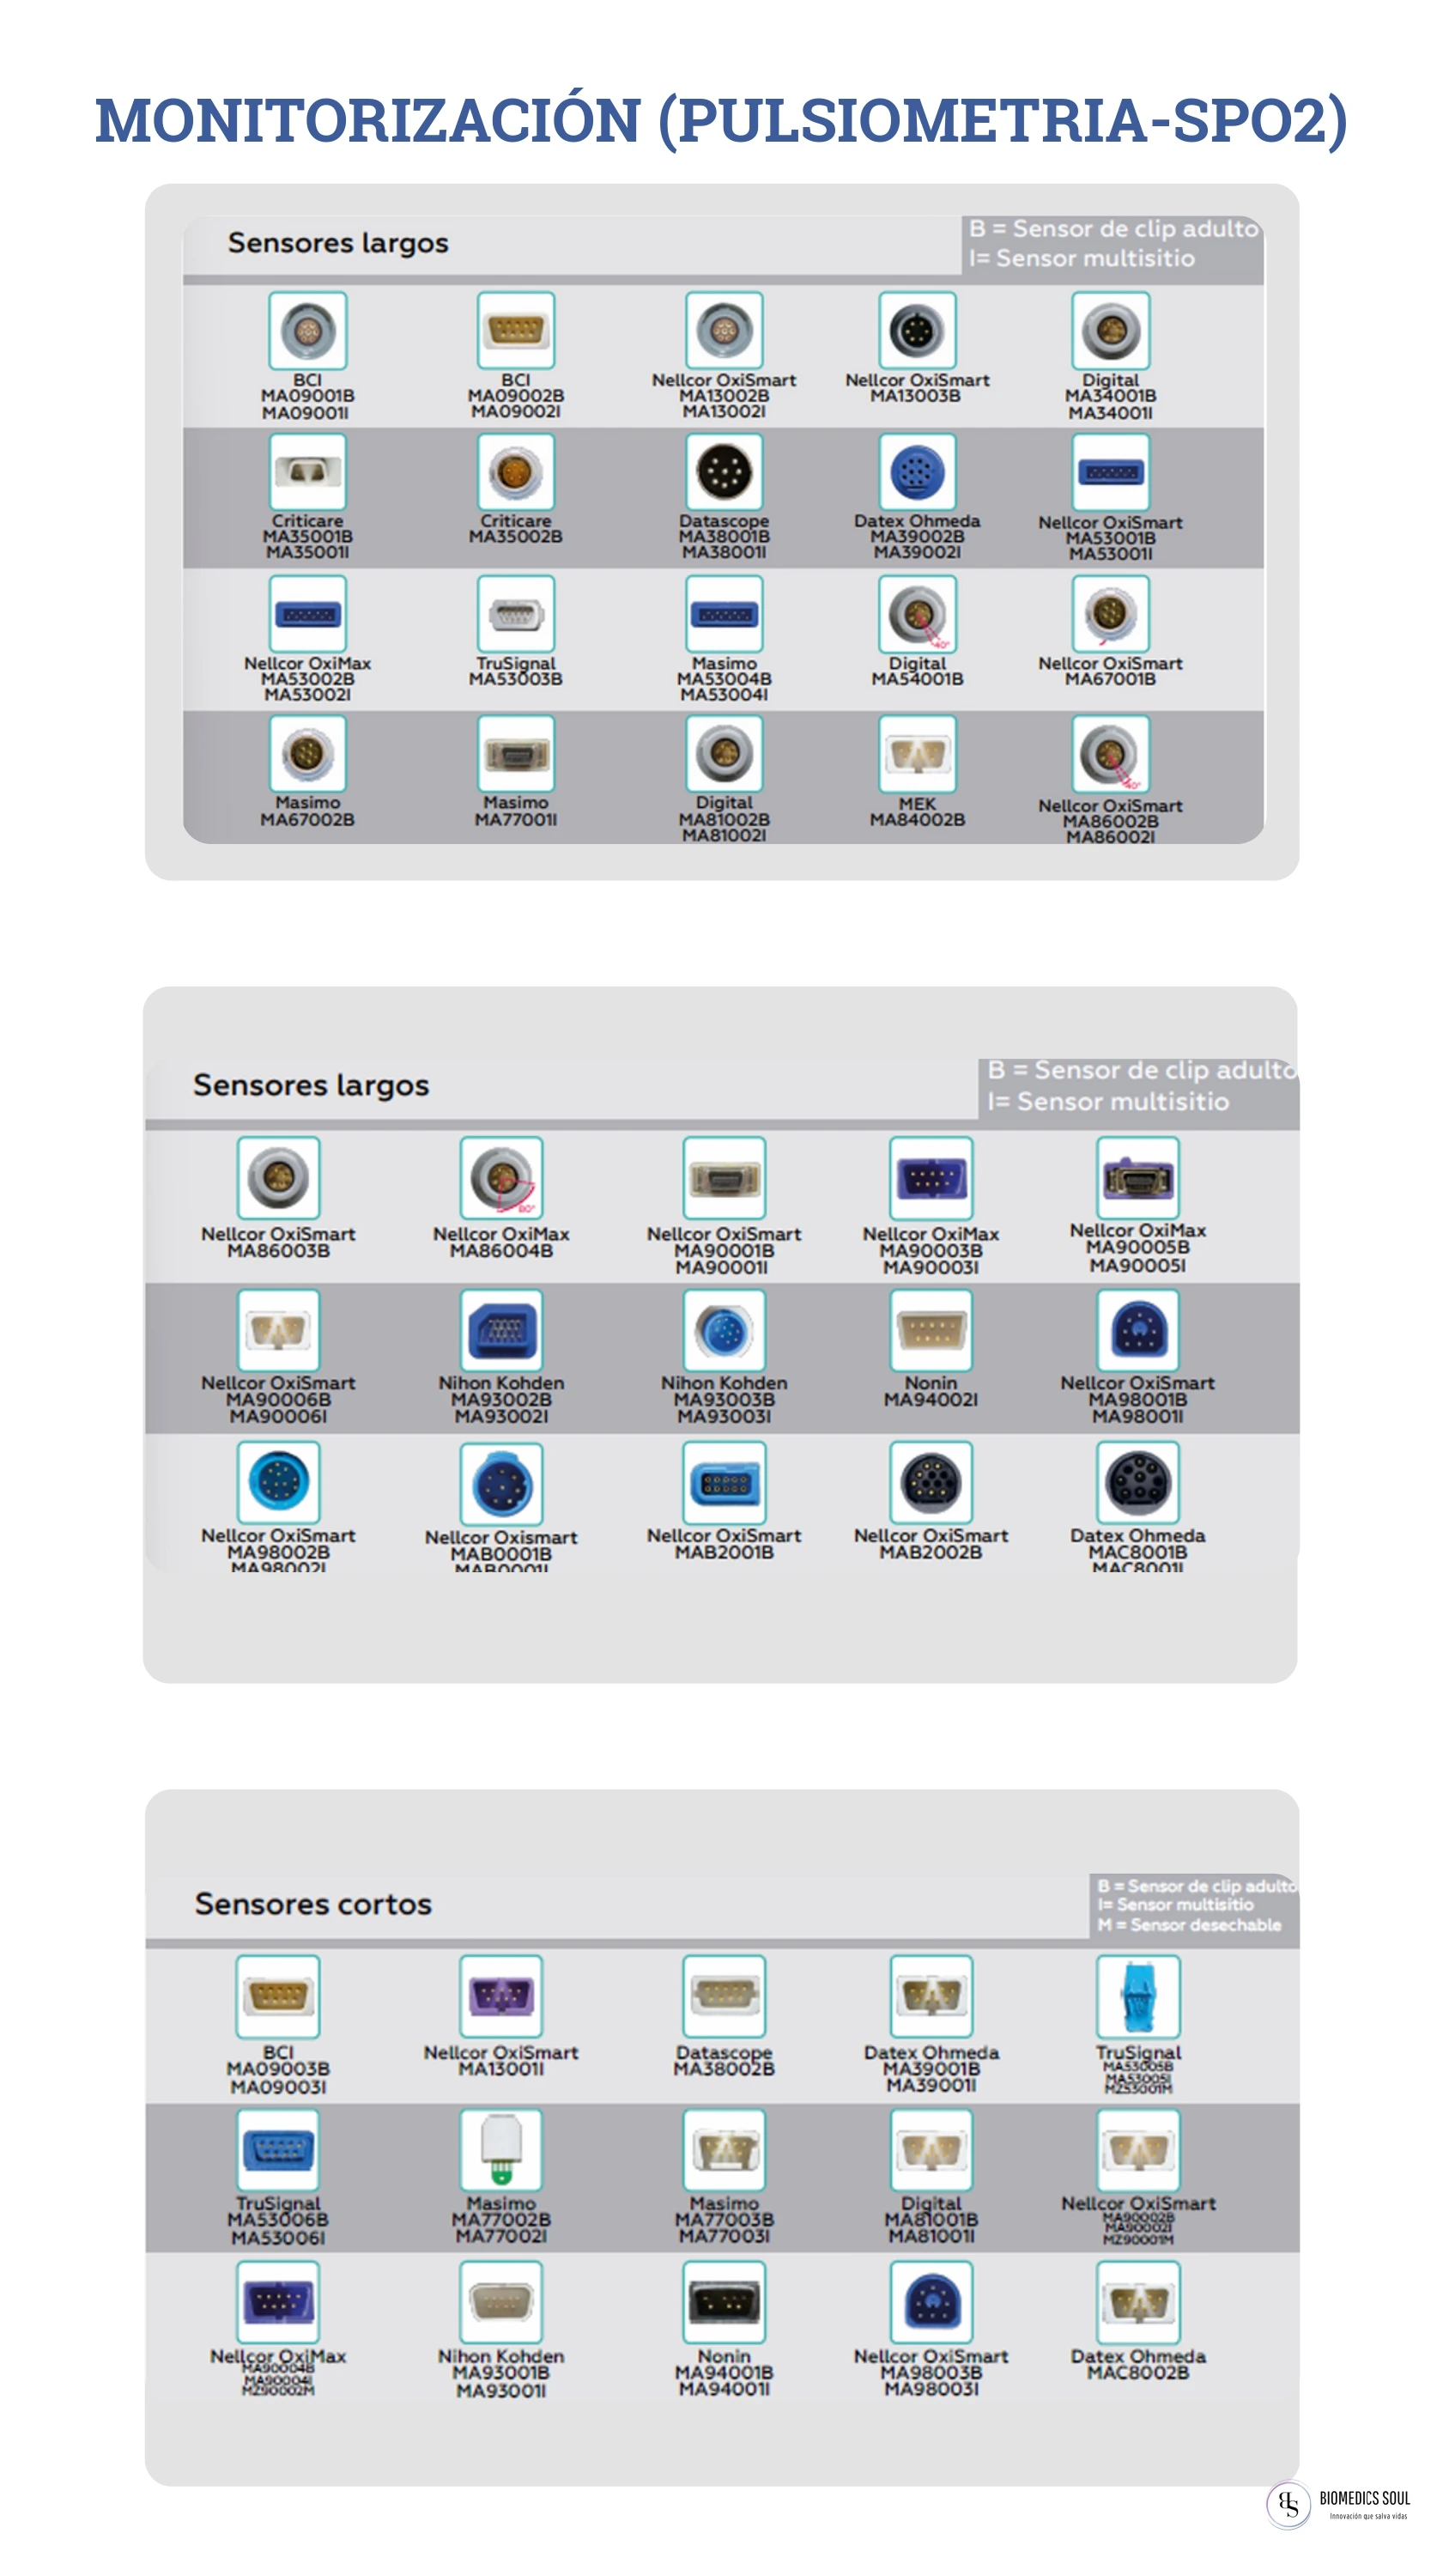 MONITORIZACIÓN (PULSIOMETRIA-SPO2)
Sensores largos
B = Sensor de clip adulto
I= Sensor multisitio
BCI
MA09001B
MA09001I
BCI
MA09002B
MA09002I
Nellcor OxiSmart
MA13002B
MA13002I
Nellcor OxiSmart
MA13003B
Digital
MA34001B
MA34001I
Criticare
MA35001B
MA35001I
Criticare
MA35002B
Datascope
MA38001B
MA38001I
Datex Ohmeda
MA39002B
MA39002I
Nellcor OxiSmart
MA53001B
MA53001I
Nellcor OxiMax
MA53002B
MA53002I
TruSignal
MA53003B
Masimo
MA53004B
MA53004I
40°
Digital
MA54001B
Nellcor OxiSmart
MA67001B
Masimo
MA67002B
Masimo
MA77001I
Digital
MA81002B
MA81002I
MEK
MA84002B
40°
Nellcor OxiSmart
MA86002B
MA86002I
Sensores largos
B = Sensor de clip adulto
I= Sensor multisitio
Nellcor OxiSmart
MA86003B
80°
Nellcor OxiMax
MA86004B
Nellcor OxiSmart
MA90001B
MA90001I
Nellcor OxiMax
MA90003B
MA90003I
Nellcor OxiMax
MA90005B
MA90005I
Nellcor OxiSmart
MA90006B
MA90006I
Nihon Kohden
MA93002B
MA93002I
Nihon Kohden
MA93003B
MA93003I
Nonin
MA94002I
Nellcor OxiSmart
MA98001B
MA98001I
Nellcor OxiSmart
MA98002B
MA98002I
Nellcor Oxismart
MAB0001B
MAB0001I
Nellcor OxiSmart
MAB2001B
Nellcor OxiSmart
MAB2002B
Datex Ohmeda
MAC8001B
MAC8001I
Sensores cortos
B = Sensor de clip adulto
I= Sensor multisitio
M = Sensor desechable
BCI
MA09003B
MA09003I
Nellcor OxiSmart
MA13001I
Datascope
MA38002B
Datex Ohmeda
MA39001B
MA39001I
TruSignal
MA53005B
MA53005I
MZ53001M
TruSignal
MA53006B
MA53006I
Masimo
MA77002B
MA77002I
Masimo
MA77003B
MA77003I
Digital
MA81001B
MA81001I
Nellcor OxiSmart
MA90002B
MA90002I
MZ90001M
Nellcor OxiMax
MA90004B
MA90004I
MZ90002M
Nihon Kohden
MA93001B
MA93001I
Nonin
MA94001B
MA94001I
Nellcor OxiSmart
MA98003B
MA98003I
Datex Ohmeda
MAC8002B
BS
BIOMEDICS SOUL
Innovación que salva vidas